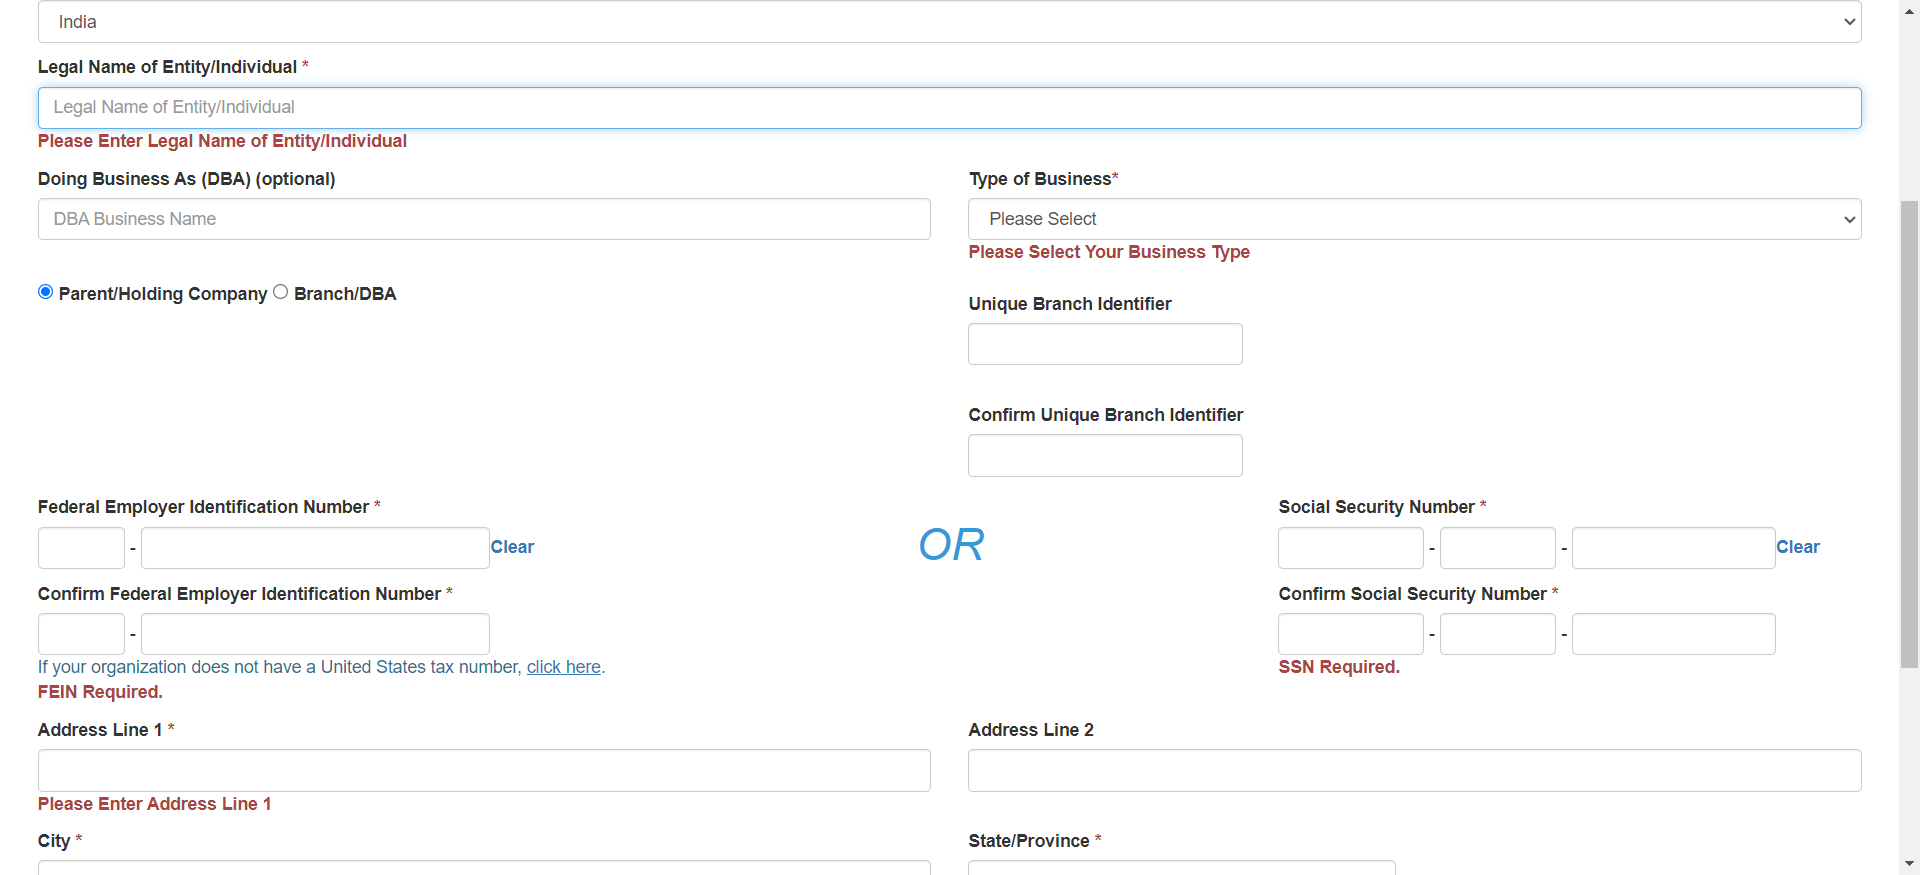 India
Legal Name of Entity/Individual *
Legal Name of Entity/Individual
Please Enter Legal Name of Entity/Individual
Doing Business As (DBA) (optional)
Type of Business*
DBA Business Name
Please Select
Please Select Your Business Type
Parent/Holding Company Branch/DBA
Unique Branch Identifier
Confirm Unique Branch Identifier
Federal Employer Identification Number *
Social Security Number *
- Clear
OR
- - Clear
Confirm Federal Employer Identification Number *
Confirm Social Security Number *
-
- -
If your organization does not have a United States tax number, click here.
SSN Required.
FEIN Required.
Address Line 1 *
Address Line 2
Please Enter Address Line 1
City *
State/Province *